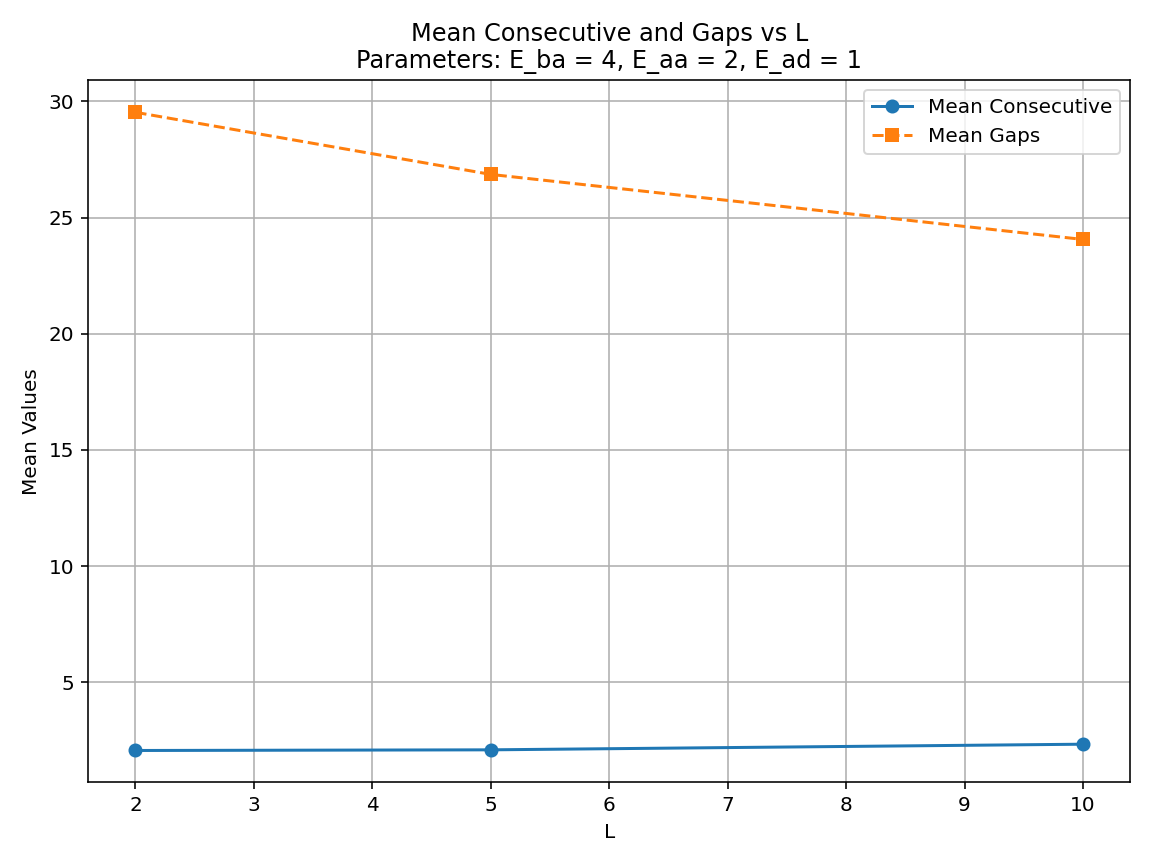 Mean Consecutive and Gaps vs L
Parameters: E_ba = 4, E_aa = 2, E_ad = 1
Mean Consecutive
Mean Gaps
Mean Values
30
25
20
15
10
5
2 3 4 5 6 7 8 9 10
L